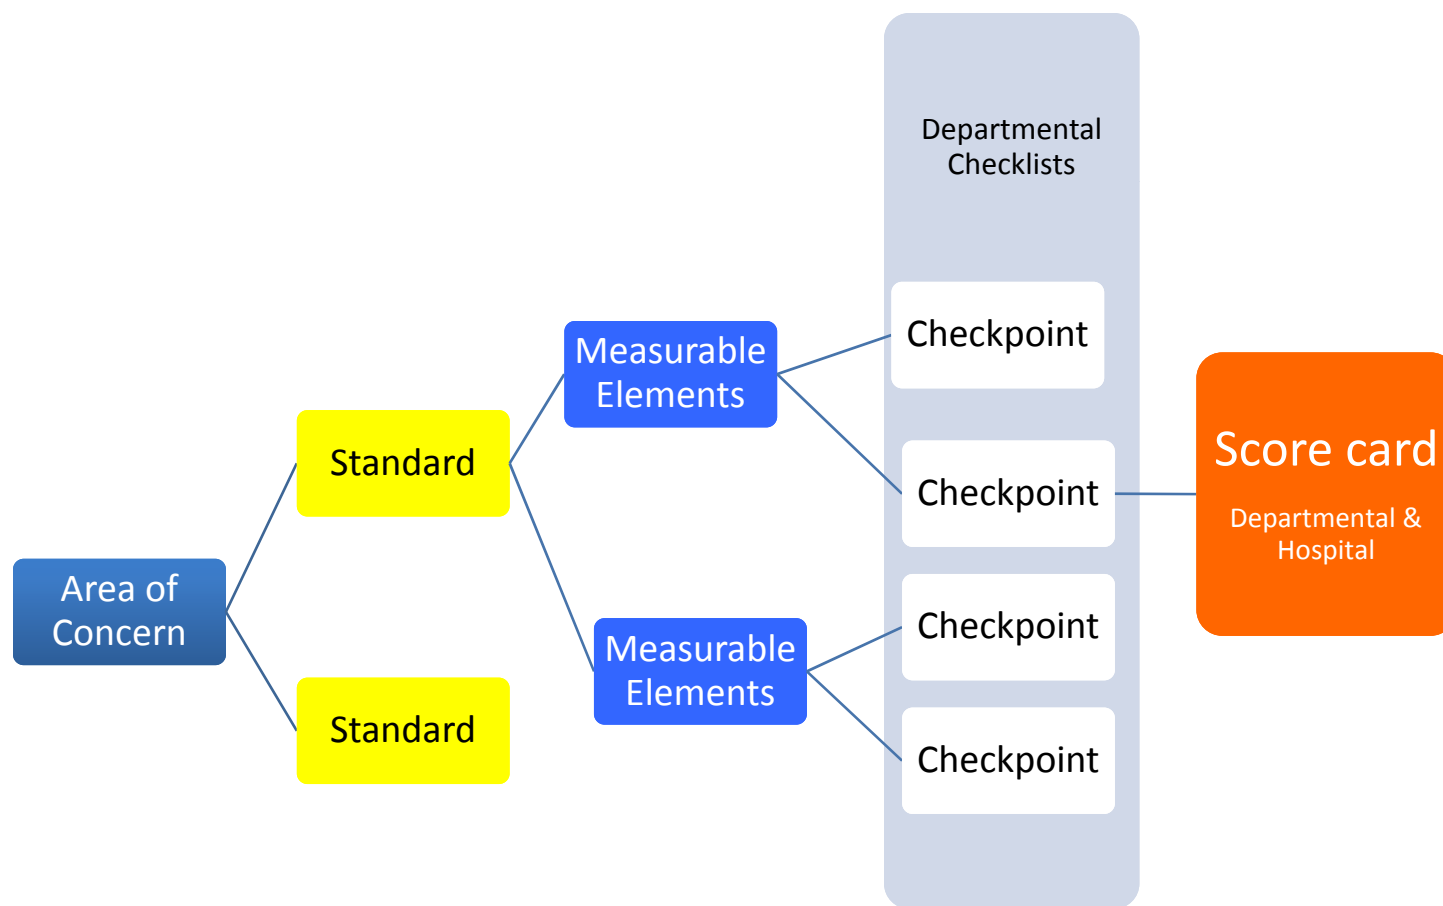 Area of
Concern
Standard
Standard
Measurable
Elements
Measurable
Elements
Departmental
Checklists
Checkpoint
Checkpoint
Checkpoint
Checkpoint
Score card
Departmental &
Hospital